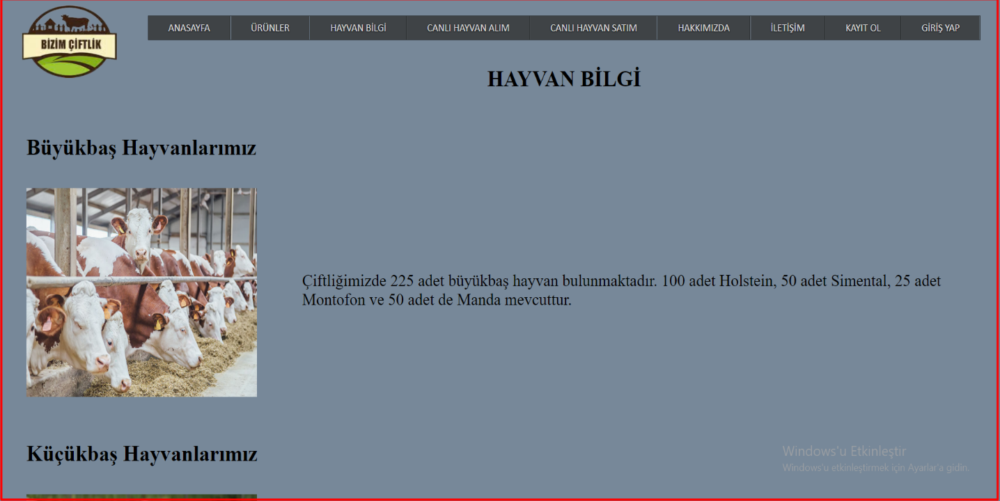 BİZİM ÇİFTLİK
ANASAYFA ÜRÜNLER HAYVAN BİLGİ CANLI HAYVAN ALIM CANLI HAYVAN SATIM HAKKIMIZDA İLETİŞİM KAYIT OL GİRİŞ YAP
HAYVAN BİLGİ
Büyükbaş Hayvanlarımız
Çiftliğimizde 225 adet büyükbaş hayvan bulunmaktadır. 100 adet Holstein, 50 adet Simental, 25 adet
Montofon ve 50 adet de Manda mevcuttur.
Küçükbaş Hayvanlarımız
Windows'u Etkinleştir
Windows'u etkinleştirmek için Ayarlar'a gidin.